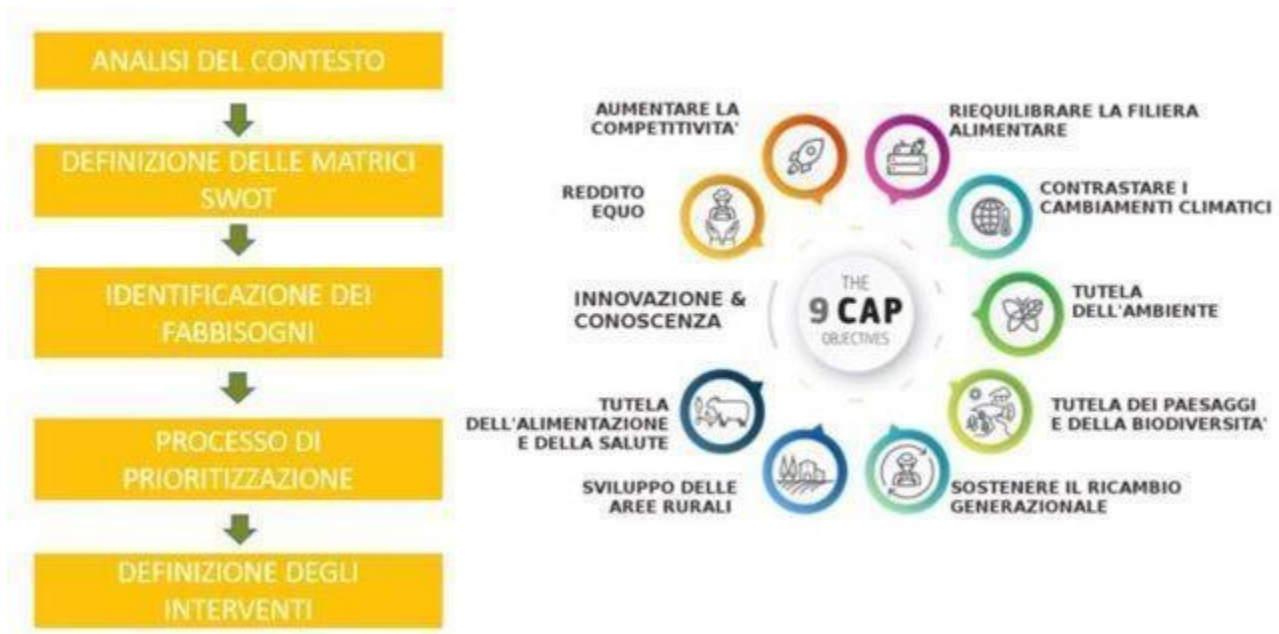 ANALISI DEL CONTESTO
DEFINIZIONE DELLE MATRICI
SWOT
IDENTIFICAZIONE DEI
FABBISOGNI
PROCESSO DI
PRIORITIZZAZIONE
DEFINIZIONE DEGLI
INTERVENTI
AUMENTARE LA
COMPETITIVITA'
RIEQUILIBRARE LA FILIERA
ALIMENTARE
REDDITO
EQUO
CONTRASTARE I
CAMBIAMENTI CLIMATICI
INNOVAZIONE &
CONOSCENZA
THE
9 CAP
OBJECTIVES
TUTELA
DELL'AMBIENTE
TUTELA
DELL'ALIMENTAZIONE
E DELLA SALUTE
TUTELA DEI PAESAGGI
E DELLA BIODIVERSITA'
SVILUPPO DELLE
AREE RURALI
SOSTENERE IL RICAMBIO
GENERAZIONALE